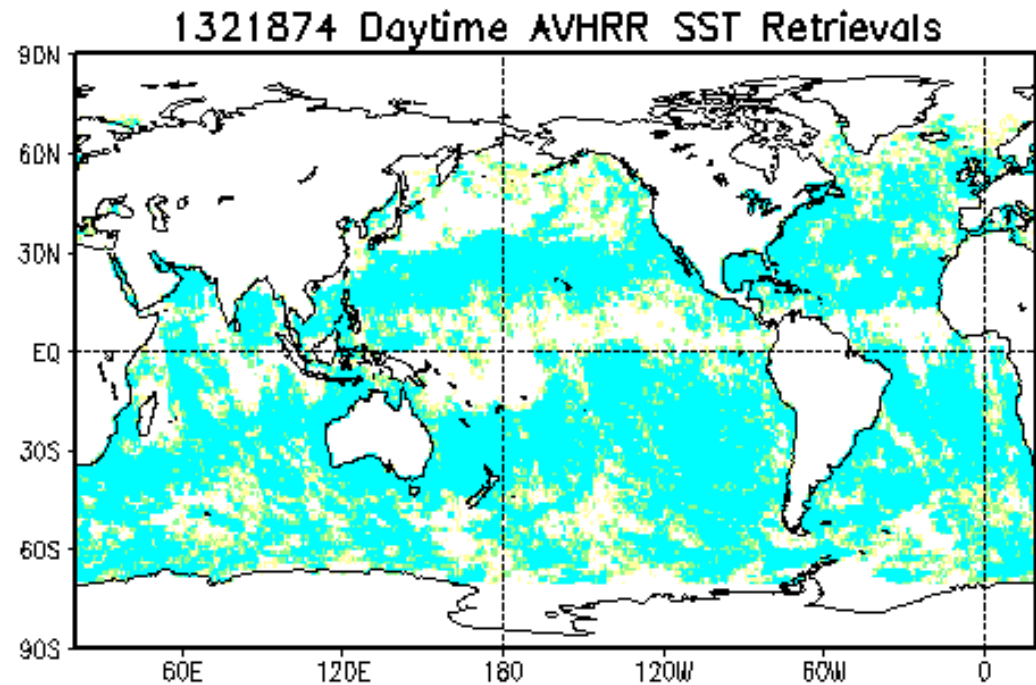 1321874 Daytime AVHRR SST Retrievals
90N
60N
30N
EQ
30S
60S
90S
60E 120E 180 120W 60W 0